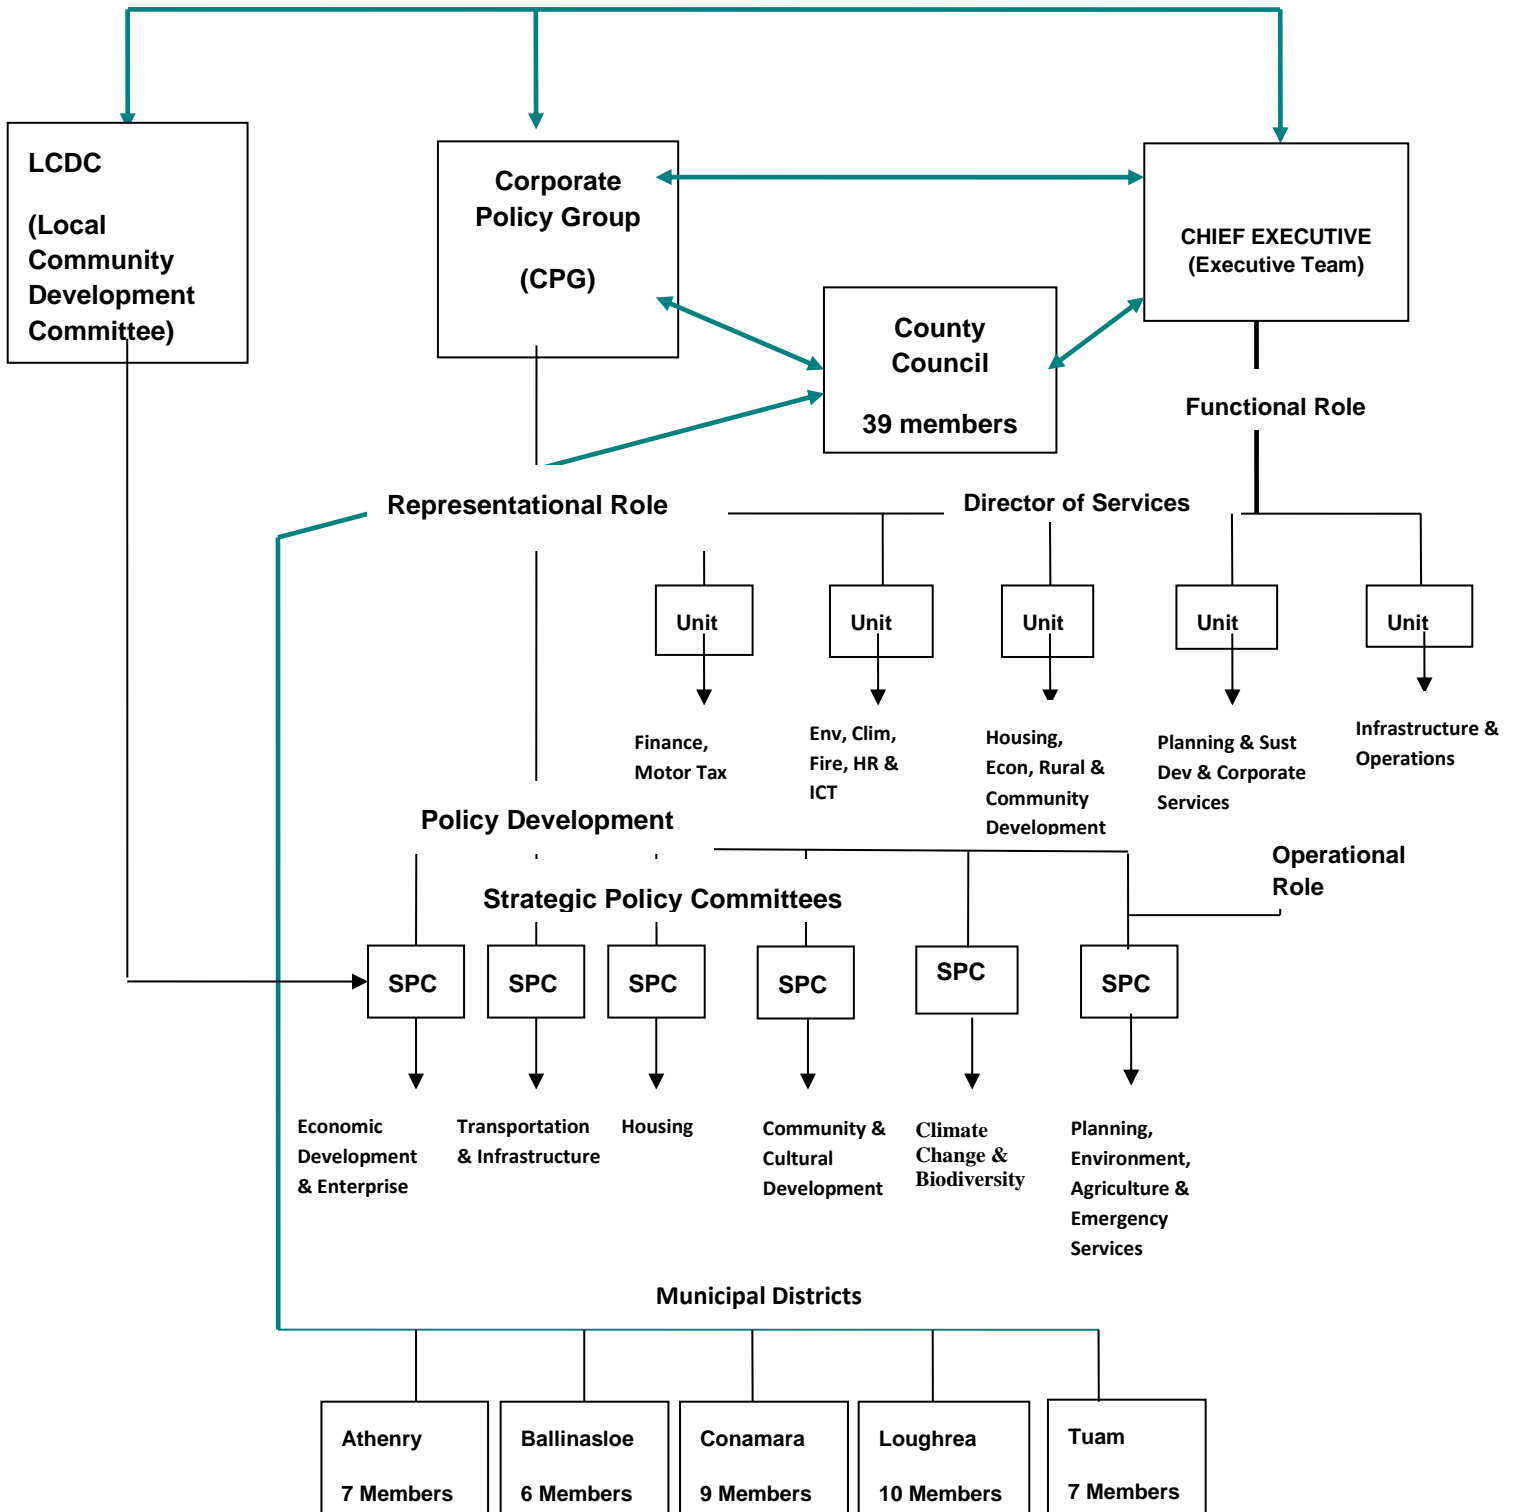 LCDC
(Local
Community
Development
Committee)
Corporate
Policy Group
(CPG)
CHIEF EXECUTIVE
(Executive Team)
County
Council
39 members
Functional Role
Representational Role
Director of Services
Unit
Unit
Unit
Unit
Unit
Finance,
Motor Tax
Env, Clim,
Fire, HR &
ICT
Housing,
Econ, Rural &
Community
Development
Planning & Sust
Dev & Corporate
Services
Infrastructure &
Operations
Policy Development
Operational
Role
Strategic Policy Committees
SPC
SPC
SPC
SPC
SPC
SPC
Economic
Development
& Enterprise
Transportation
& Infrastructure
Housing
Community &
Cultural
Development
Climate
Change &
Biodiversity
Planning,
Environment,
Agriculture &
Emergency
Services
Municipal Districts
Athenry
7 Members
Ballinasloe
6 Members
Conamara
9 Members
Loughrea
10 Members
Tuam
7 Members